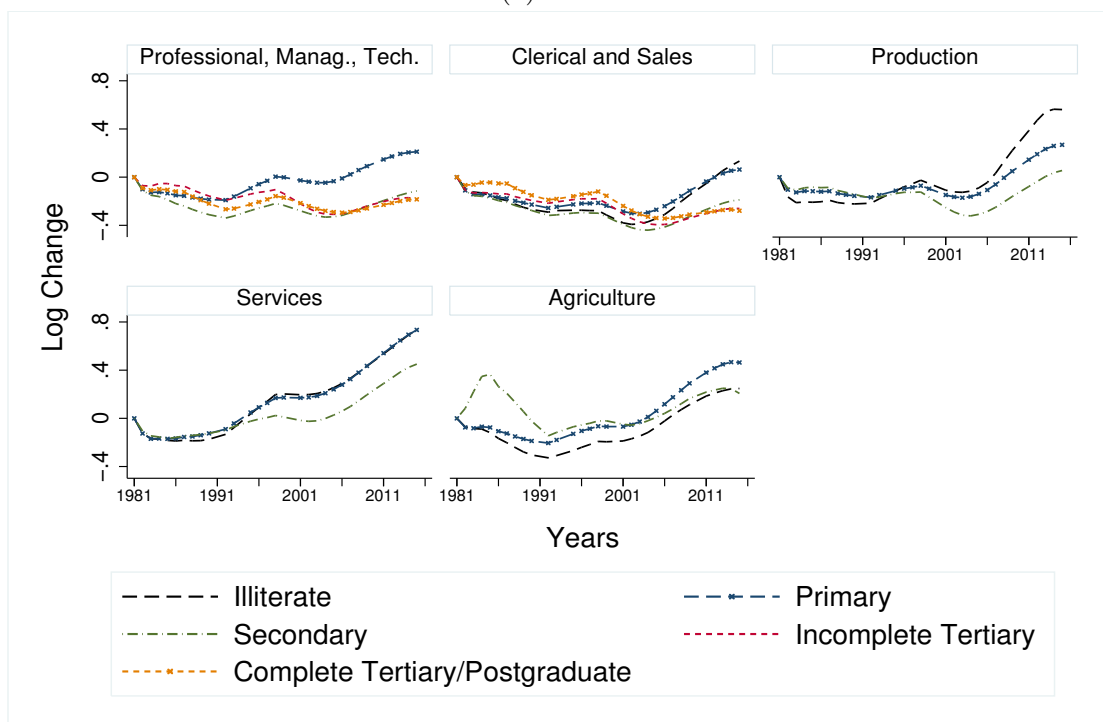 Professional, Manag., Tech.
Clerical and Sales
Production
.8
.4
0
-.4
1981
1991
2001
2011
Log Change
Services
Agriculture
.8
.4
0
-.4
1981
1991
2001
2011
1981
1991
2001
2011
Years
Illiterate
Primary
Secondary
Incomplete Tertiary
Complete Tertiary/Postgraduate